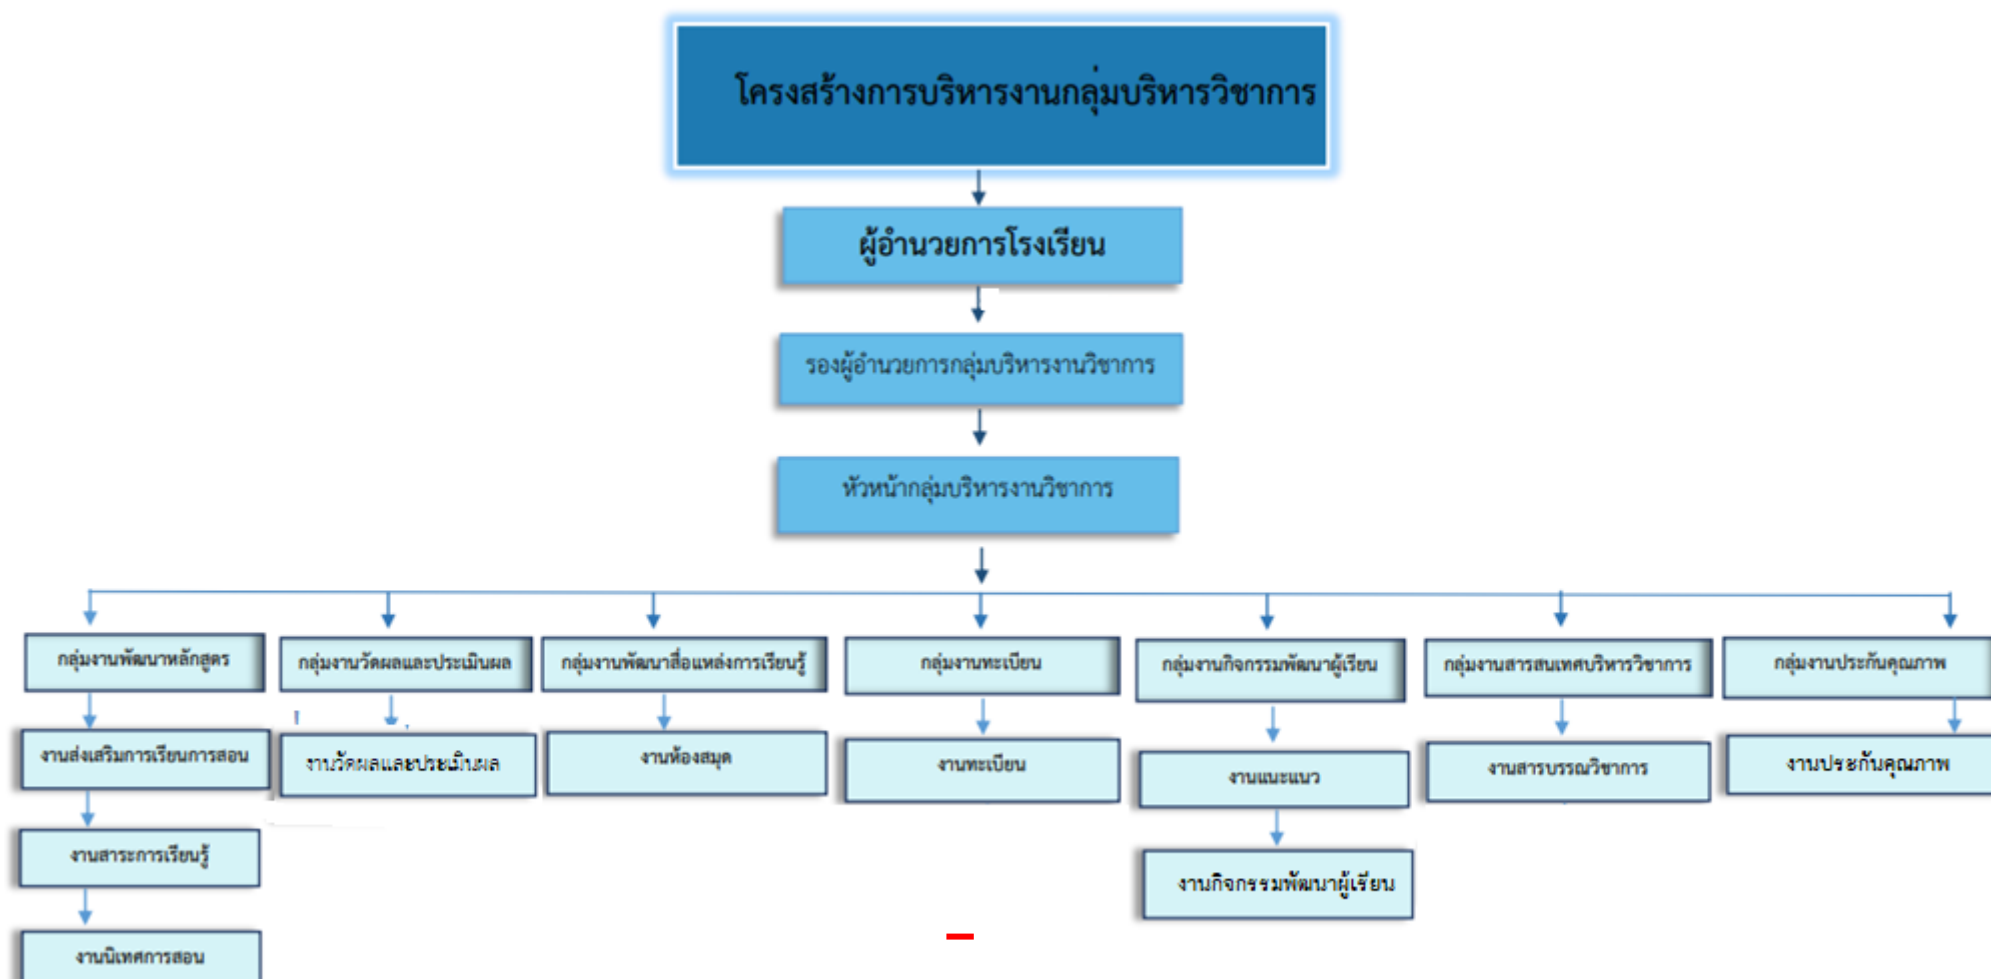 โครงสร้างการบริหารงานกลุ่มบริหารวิชาการ
ผู้อำนวยการโรงเรียน
รองผู้อำนวยการกลุ่มบริหารงานวิชาการ
หัวหน้ากลุ่มบริหารงานวิชาการ
กลุ่มงานพัฒนาหลักสูตร
กลุ่มงานวัดผลและประเมินผล
กลุ่มงานพัฒนาสื่อแหล่งการเรียนรู้
กลุ่มงานทะเบียน
กลุ่มงานกิจกรรมพัฒนาผู้เรียน
กลุ่มงานสารสนเทศบริหารวิชาการ
กลุ่มงานประกันคุณภาพ
งานส่งเสริมการเรียนการสอน
งานวัดผลและประเมินผล
งานห้องสมุด
งานทะเบียน
งานแนะแนว
งานสารบรรณวิชาการ
งานประกันคุณภาพ
งานสาระการเรียนรู้
งานกิจกรรมพัฒนาผู้เรียน
งานนิเทศการสอน